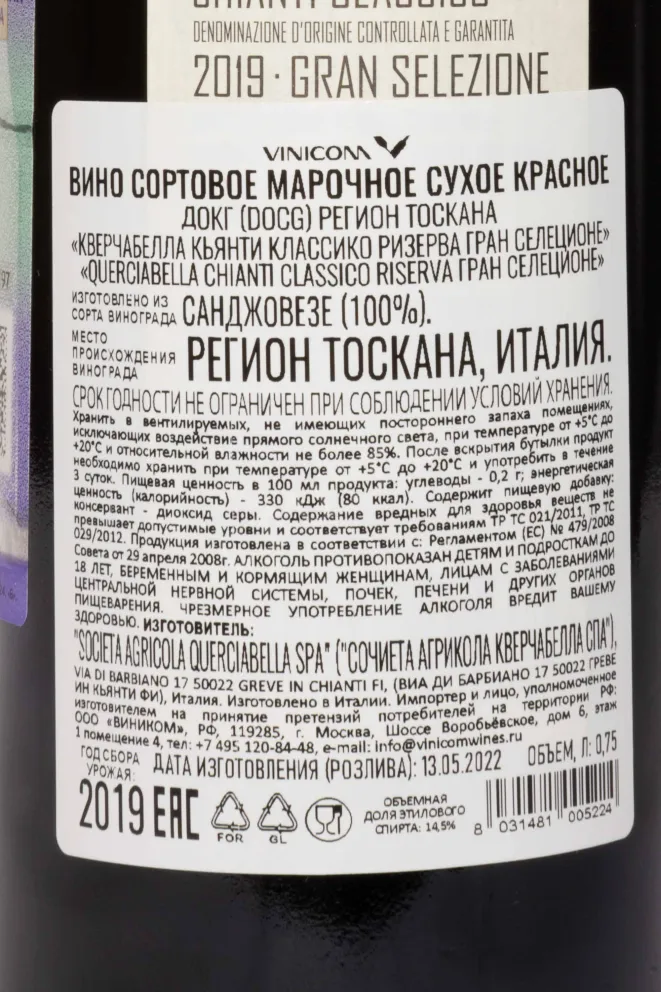 CHIANTI CLASSICO
DENOMINAZIONE D'ORIGINE CONTROLLATA E GARANTITA
2019 · GRAN SELEZIONE
VINICOM
ВИНО СОРТОВОЕ МАРОЧНОЕ СУХОЕ КРАСНОЕ
ДОКГ (DOCG) РЕГИОН ТОСКАНА
«КВЕРЧАБЕЛЛА КЬЯНТИ КЛАССИКО РИЗЕРВА ГРАН СЕЛЕЦИОНЕ»
«QUERCIABELLA CHIANTI CLASSICO RISERVA ГРАН СЕЛЕЦИОНЕ»
ИЗГОТОВЛЕНО ИЗ
СОРТА ВИНОГРАДА САНДЖОВЕЗЕ (100%).
МЕСТО
ПРОИСХОЖДЕНИЯ
ВИНОГРАДА РЕГИОН ТОСКАНА, ИТАЛИЯ.
СРОК ГОДНОСТИ НЕ ОГРАНИЧЕН ПРИ СОБЛЮДЕНИИ УСЛОВИЙ ХРАНЕНИЯ.
Хранить в вентилируемых, не имеющих постороннего запаха помещениях,
исключающих воздействие прямого солнечного света, при температуре от +5°С до
+20°С и относительной влажности не более 85%. После вскрытия бутылки продукт
необходимо хранить при температуре от +5°С до +20°С и употребить в течение
3 суток. Пищевая ценность в 100 мл продукта: углеводы - 0,2 г; энергетическая
ценность (калорийность) - 330 кДж (80 ккал). Содержит пищевую добавку:
консервант - диоксид серы. Содержание вредных для здоровья веществ не
превышает допустимые уровни и соответствует требованиям ТР ТС 021/2011, ТР ТС
029/2012. Продукция изготовлена в соответствии с: Регламентом (ЕС) № 479/2008
Совета от 29 апреля 2008г. АЛКОГОЛЬ ПРОТИВОПОКАЗАН ДЕТЯМ И ПОДРОСТКАМ ДО
18 ЛЕТ, БЕРЕМЕННЫМ И КОРМЯЩИМ ЖЕНЩИНАМ, ЛИЦАМ С ЗАБОЛЕВАНИЯМИ
ЦЕНТРАЛЬНОЙ НЕРВНОЙ СИСТЕМЫ, ПОЧЕК, ПЕЧЕНИ И ДРУГИХ ОРГАНОВ
ПИЩЕВАРЕНИЯ. ЧРЕЗМЕРНОЕ УПОТРЕБЛЕНИЕ АЛКОГОЛЯ ВРЕДИТ ВАШЕМУ
ЗДОРОВЬЮ. ИЗГОТОВИТЕЛЬ:
"SOCIETA AGRICOLA QUERCIABELLA SPA" ("СОЧИЕТА АГРИКОЛА КВЕРЧАБЕЛЛА СПА"),
VIA DI BARBIANO 17 50022 GREVE IN CHIANTI FI, (ВИА ДИ БАРБИАНО 17 50022 ГРЕВЕ
ИН КЬЯНТИ ФИ), Италия. Изготовлено в Италии. Импортер и лицо, уполномоченное
изготовителем на принятие претензий потребителей на территории РФ:
ООО «ВИНИКОМ», РФ, 119285, г. Москва, Шоссе Воробьёвское, дом 6, этаж
1 помещение 4, тел: +7 495 120-84-48, e-mail: info@vinicomwines.ru
ГОД СБОРА
УРОЖАЯ: ДАТА ИЗГОТОВЛЕНИЯ (РОЗЛИВА): 13.05.2022 ОБЪЕМ, Л: 0,75
2019 EAC
FOR GL
ОБЪЕМНАЯ
ДОЛЯ ЭТИЛОВОГО
СПИРТА: 14,5%
8 031481 005224
97